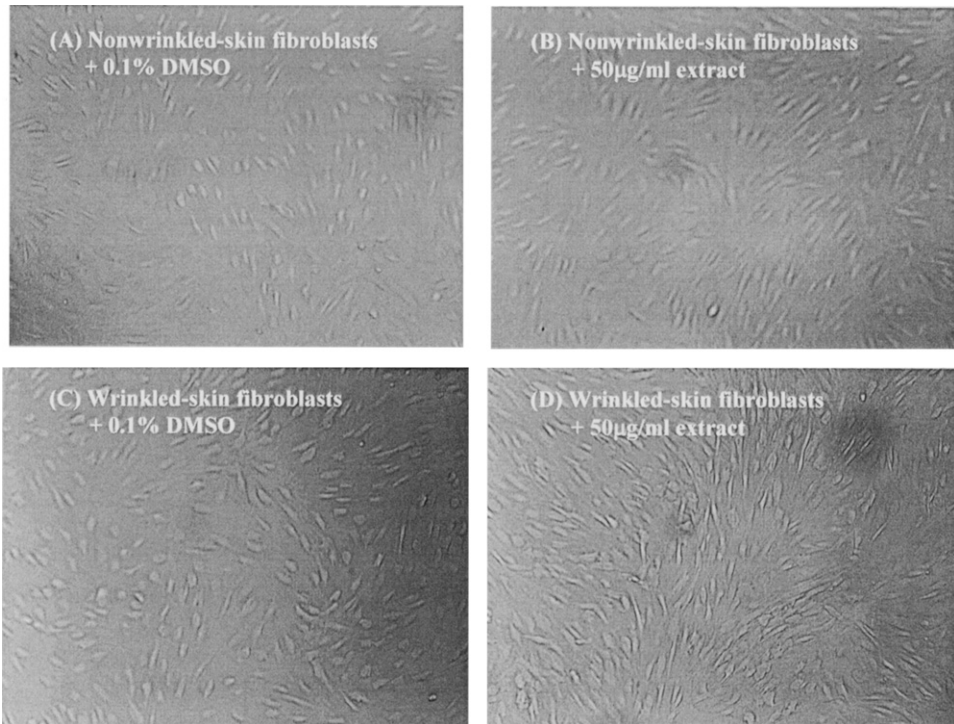 (A) Nonwrinkled-skin fibroblasts
+ 0.1% DMSO
(B) Nonwrinkled-skin fibroblasts
+ 50μg/ml extract
(C) Wrinkled-skin fibroblasts
+ 0.1% DMSO
(D) Wrinkled-skin fibroblasts
+ 50μg/ml extract